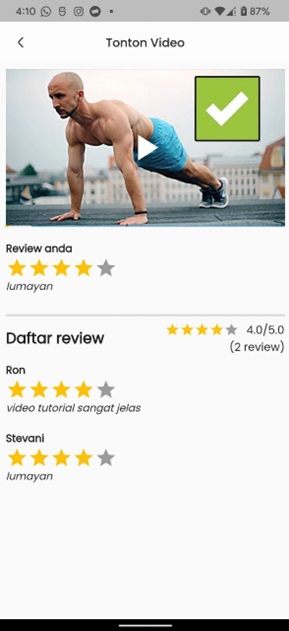 4:10
87%
Tonton Video
Review anda
lumayan
Daftar review
4.0/5.0
(2 review)
Ron
video tutorial sangat jelas
Stevani
lumayan